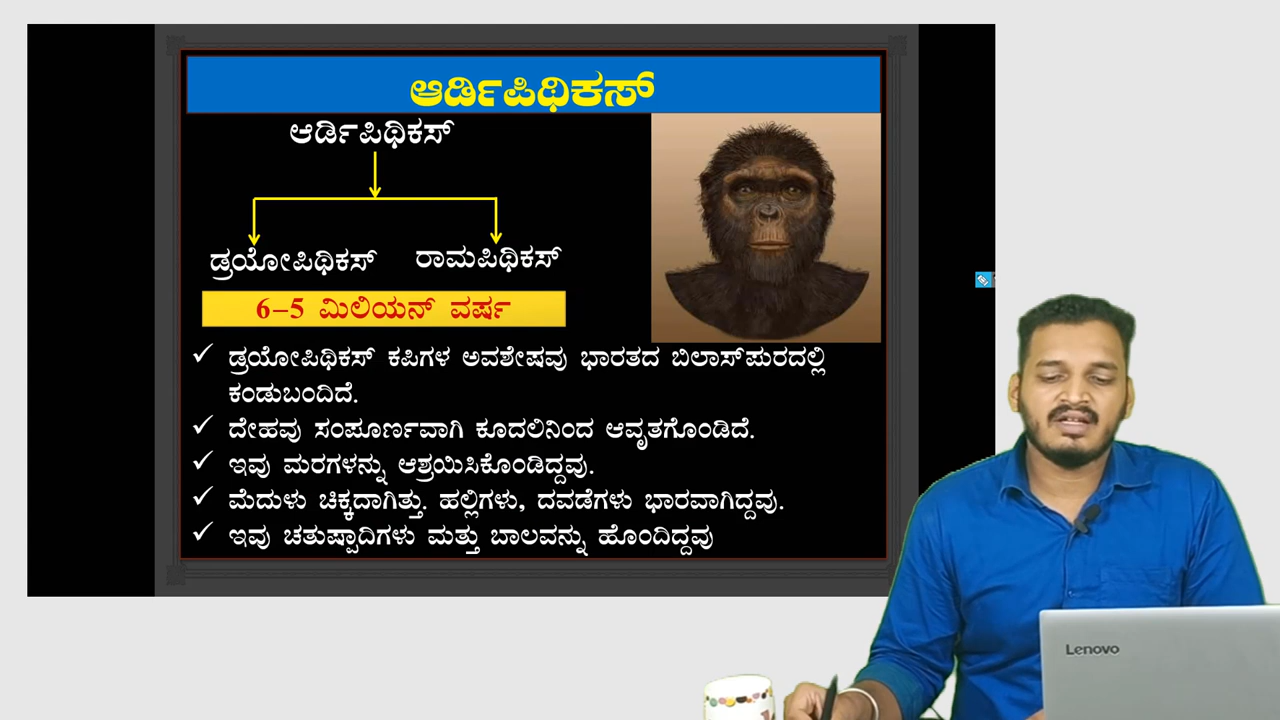 ಆರ್ಡಿಪಿಥಿಕಸ್
ಆರ್ಡಿಪಿಥಿಕಸ್
ಡ್ರಯೋಪಿಥಿಕಸ್ ರಾಮಪಿಥಿಕಸ್
6–5 ಮಿಲಿಯನ್ ವರ್ಷ
✓ ಡ್ರಯೋಪಿಥಿಕಸ್ ಕಪಿಗಳ ಅವಶೇಷವು ಭಾರತದ ಬಿಲಾಸ್‌ಪುರದಲ್ಲಿ
ಕಂಡುಬಂದಿದೆ.
✓ ದೇಹವು ಸಂಪೂರ್ಣವಾಗಿ ಕೂದಲಿನಿಂದ ಆವೃತಗೊಂಡಿದೆ.
✓ ಇವು ಮರಗಳನ್ನು ಆಶ್ರಯಿಸಿಕೊಂಡಿದ್ದವು.
✓ ಮೆದುಳು ಚಿಕ್ಕದಾಗಿತ್ತು. ಹಲ್ಲಿಗಳು, ದವಡೆಗಳು ಭಾರವಾಗಿದ್ದವು.
✓ ಇವು ಚತುಷ್ಪಾದಿಗಳು ಮತ್ತು ಬಾಲವನ್ನು ಹೊಂದಿದ್ದವು
Lenovo